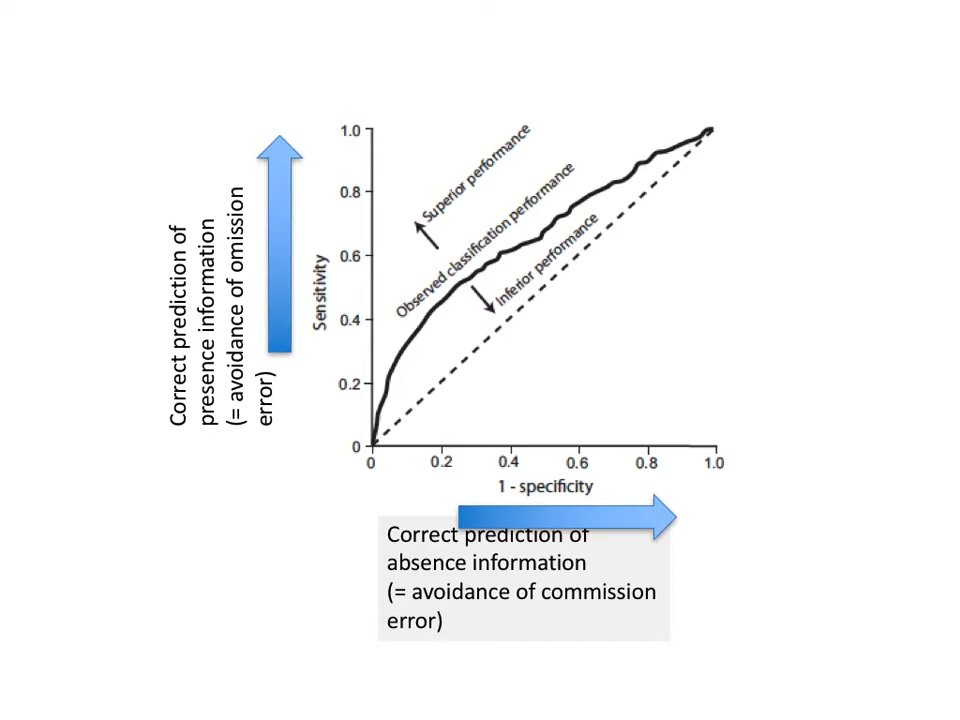 Correct prediction of
presence information
(= avoidance of omission
error)
Sensitivity
1.0
0.8
0.6
0.4
0.2
0
Superior performance
Observed classification performance
Inferior performance
0
0.2
0.4
0.6
0.8
1.0
1 - specificity
Correct prediction of
absence information
(= avoidance of commission
error)